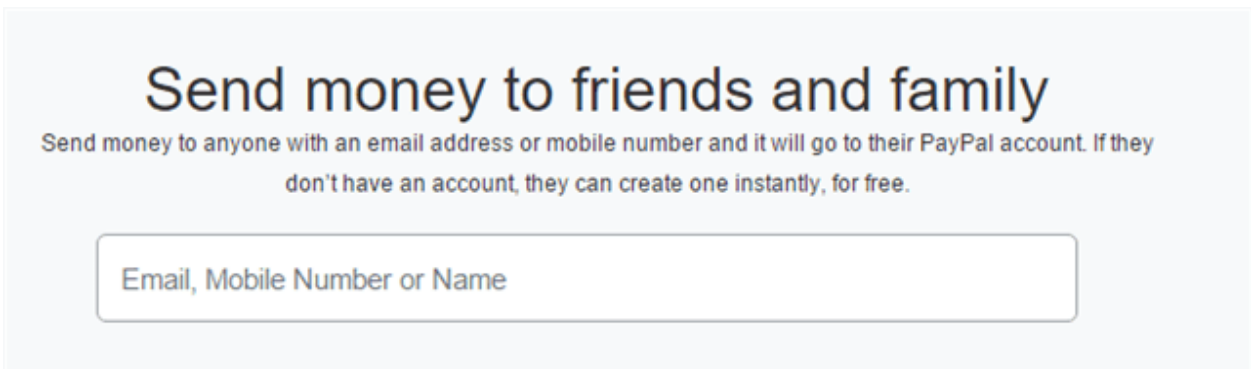 Send money to friends and family
Send money to anyone with an email address or mobile number and it will go to their PayPal account. If they
don't have an account, they can create one instantly, for free.
Email, Mobile Number or Name